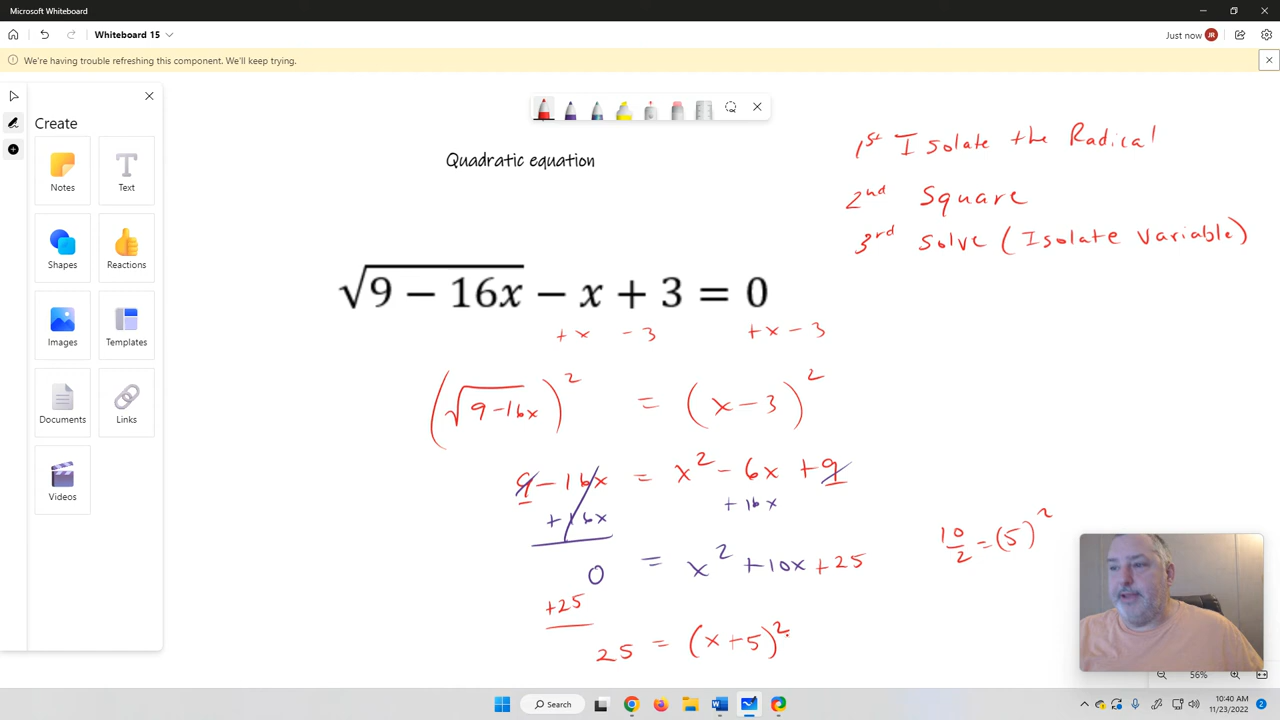 Microsoft Whiteboard
Whiteboard 15
Just now JR
We're having trouble refreshing this component. We'll keep trying.
Create
Notes
Text
Shapes
Reactions
Images
Templates
Documents
Links
Videos
Quadratic equation
1st Isolate the Radical
2nd Square
3rd Solve (Isolate Variable)
√9 − 16x − x + 3 = 0
+x -3 +x -3
(√9-16x)² = (x-3)²
9-16x = x² - 6x + 9
+16x +16x
10/2 = (5)²
0 = x² + 10x + 25
+25
25 = (x+5)²
56%
Search
10:40 AM
11/23/2022
2